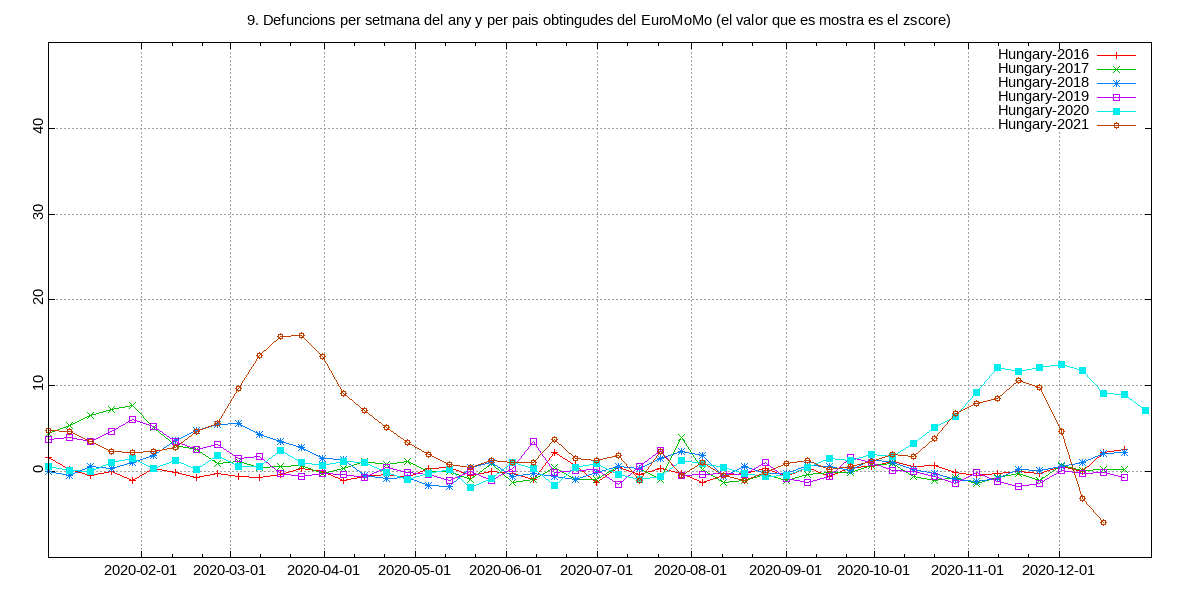 9. Defuncions per setmana del any y per pais obtingudes del EuroMoMo (el valor que es mostra es el zscore)
Hungary-2016
Hungary-2017
Hungary-2018
Hungary-2019
Hungary-2020
Hungary-2021
40
30
20
10
0
2020-02-01 2020-03-01 2020-04-01 2020-05-01 2020-06-01 2020-07-01 2020-08-01 2020-09-01 2020-10-01 2020-11-01 2020-12-01